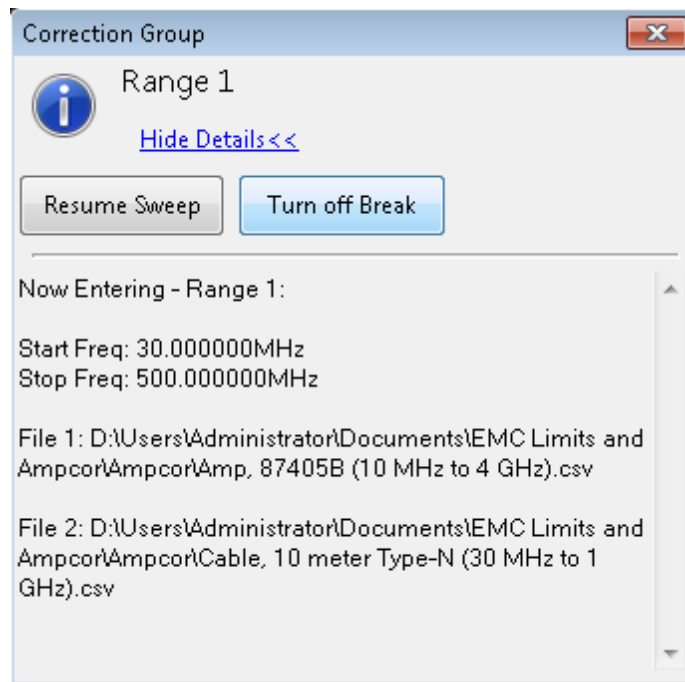 Correction Group
Range 1
Hide Details<<
Resume Sweep
Turn off Break
Now Entering - Range 1:
Start Freq: 30.000000MHz
Stop Freq: 500.000000MHz
File 1: D:\Users\Administrator\Documents\EMC Limits and
Ampcor\Ampcor\Amp, 87405B (10 MHz to 4 GHz).csv
File 2: D:\Users\Administrator\Documents\EMC Limits and
Ampcor\Ampcor\Cable, 10 meter Type-N (30 MHz to 1
GHz).csv